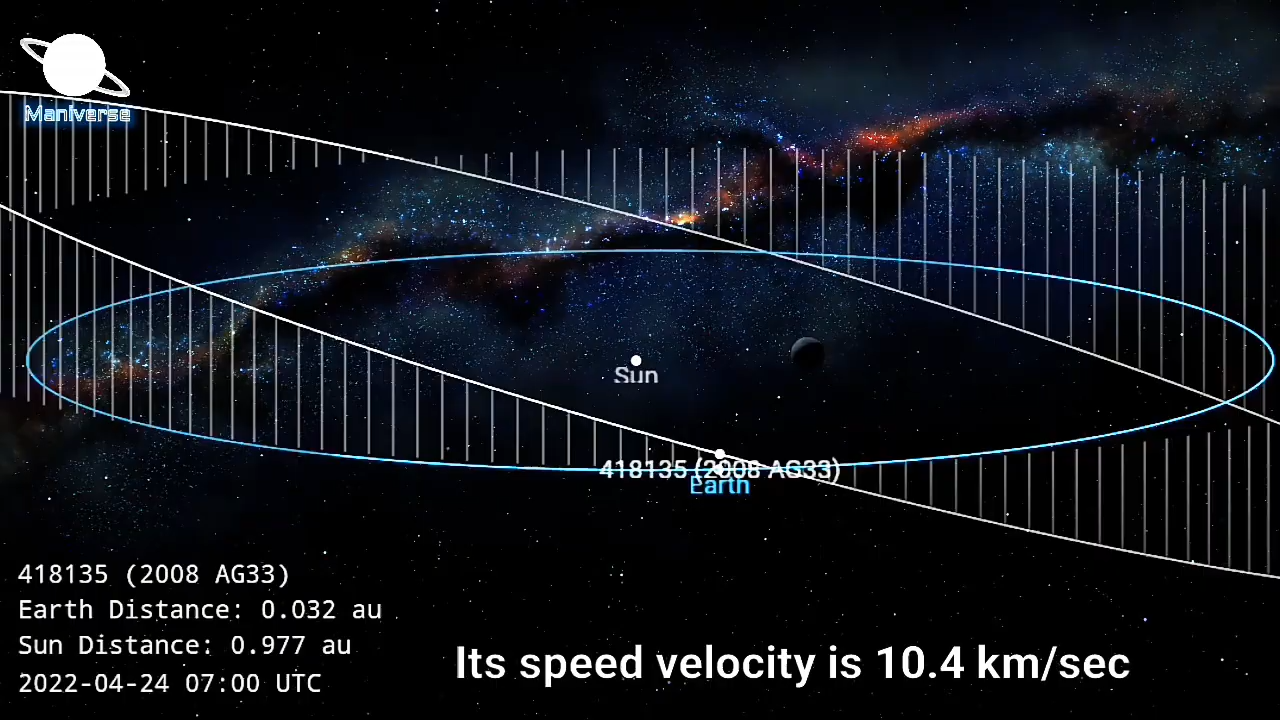 Maniverse
Sun
418135 (2008 AG33)
Earth
418135 (2008 AG33)
Earth Distance: 0.032 au
Sun Distance: 0.977 au
2022-04-24 07:00 UTC
Its speed velocity is 10.4 km/sec